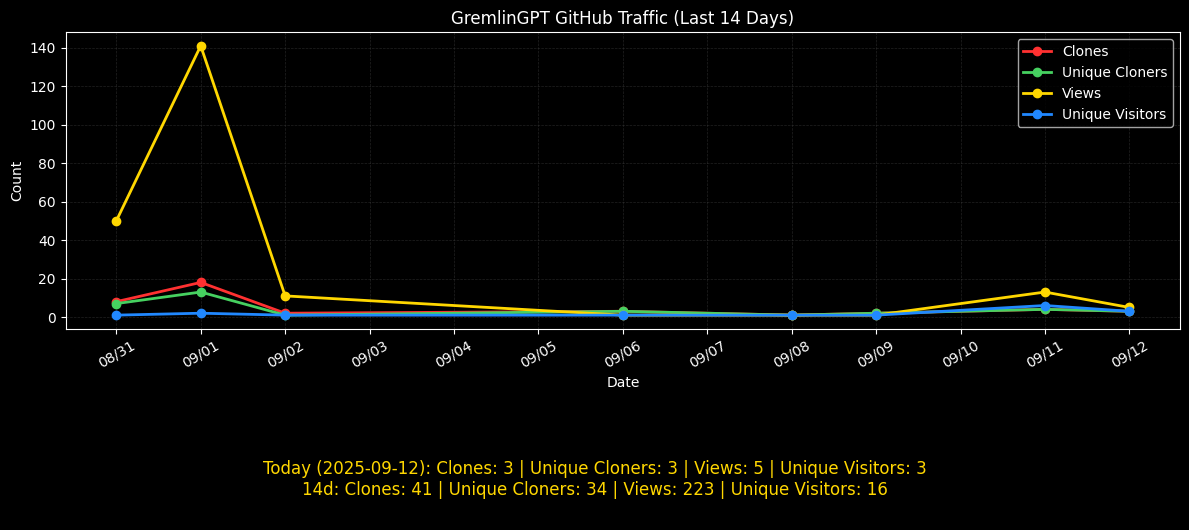 GremlinGPT GitHub Traffic (Last 14 Days)
Clones
Unique Cloners
Views
Unique Visitors
Count
140
120
100
80
60
40
20
0
08/31 09/01 09/02 09/03 09/04 09/05 09/06 09/07 09/08 09/09 09/10 09/11 09/12
Date
Today (2025-09-12): Clones: 3 | Unique Cloners: 3 | Views: 5 | Unique Visitors: 3
14d: Clones: 41 | Unique Cloners: 34 | Views: 223 | Unique Visitors: 16